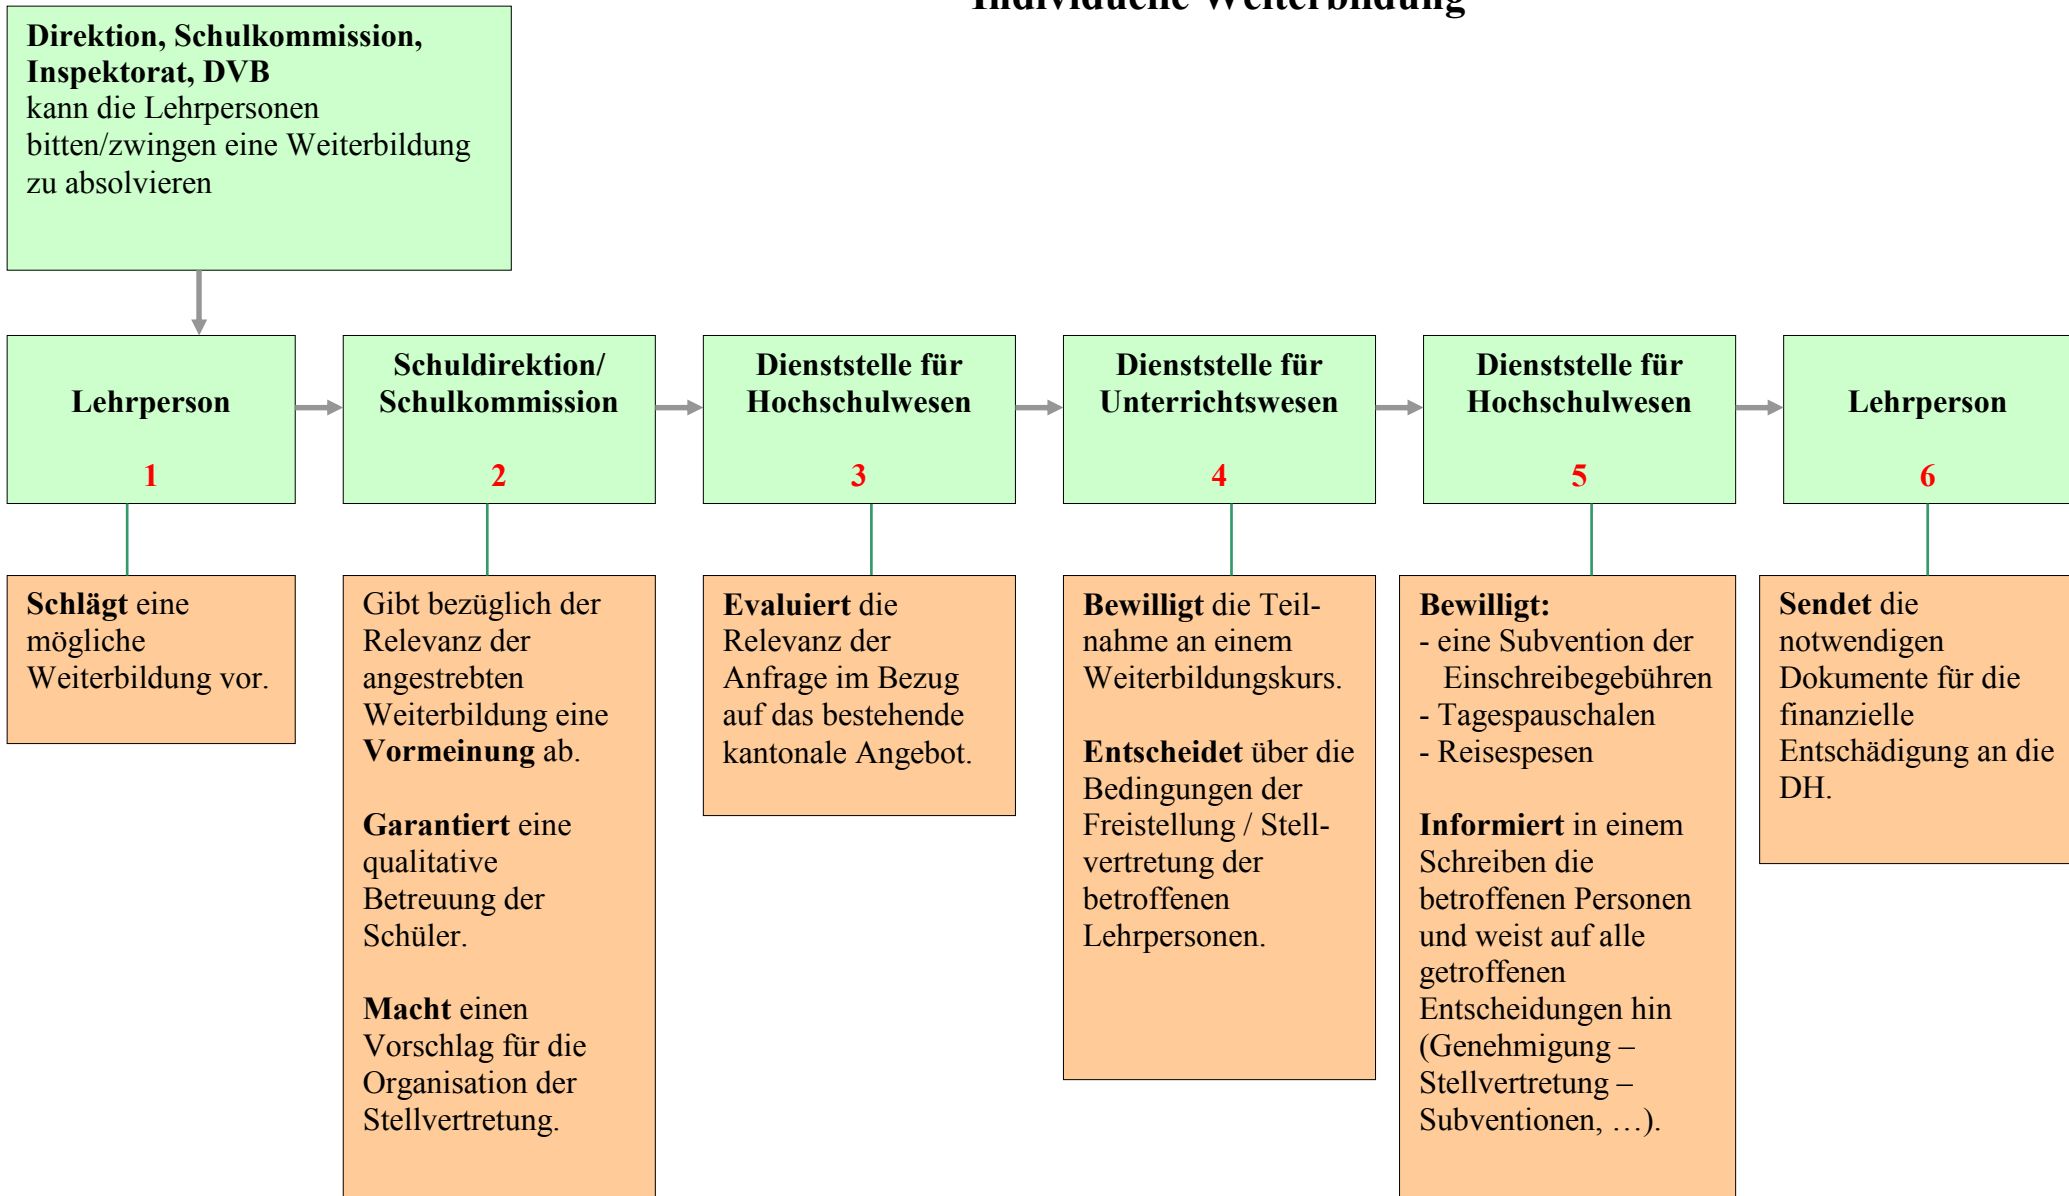 Individuelle Weiterbildung
Direktion, Schulkommission,
Inspektorat, DVB
kann die Lehrpersonen
bitten/zwingen eine Weiterbildung
zu absolvieren
Lehrperson
1
Schuldirektion/
Schulkommission
2
Dienststelle für
Hochschulwesen
3
Dienststelle für
Unterrichtswesen
4
Dienststelle für
Hochschulwesen
5
Lehrperson
6
Schlägt eine
mögliche
Weiterbildung vor.
Gibt bezüglich der
Relevanz der
angestrebten
Weiterbildung eine
Vormeinung ab.
Garantiert eine
qualitative
Betreuung der
Schüler.
Macht einen
Vorschlag für die
Organisation der
Stellvertretung.
Evaluiert die
Relevanz der
Anfrage im Bezug
auf das bestehende
kantonale Angebot.
Bewilligt die Teil-
nahme an einem
Weiterbildungskurs.
Entscheidet über die
Bedingungen der
Freistellung / Stell-
vertretung der
betroffenen
Lehrpersonen.
Bewilligt:
- eine Subvention der
Einschreibegebühren
- Tagespauschalen
- Reisespesen
Informiert in einem
Schreiben die
betroffenen Personen
und weist auf alle
getroffenen
Entscheidungen hin
(Genehmigung –
Stellvertretung –
Subventionen, …).
Sendet die
notwendigen
Dokumente für die
finanzielle
Entschädigung an die
DH.